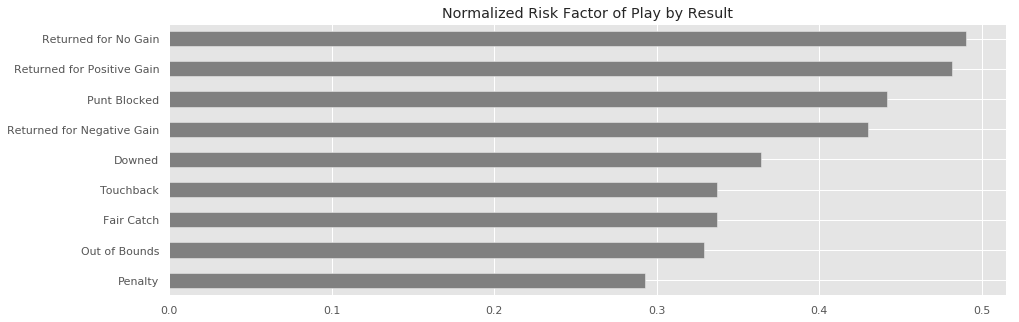 Normalized Risk Factor of Play by Result
Returned for No Gain
Returned for Positive Gain
Punt Blocked
Returned for Negative Gain
Downed
Touchback
Fair Catch
Out of Bounds
Penalty
0.0 0.1 0.2 0.3 0.4 0.5